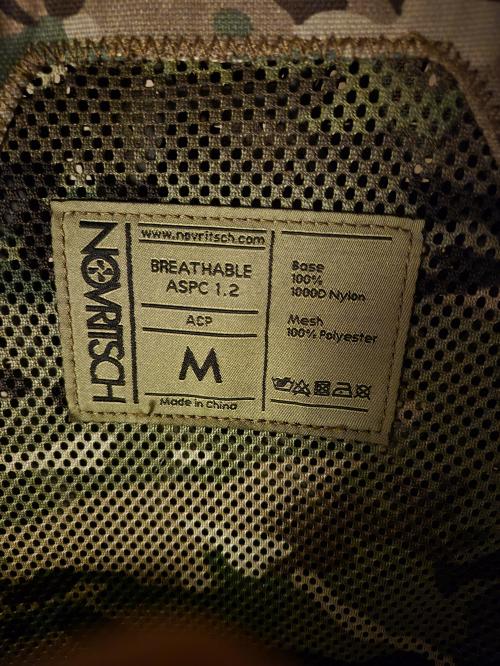 NOVRITSCH
www.novritsch.com
BREATHABLE
ASPC 1.2
ACP
M
Made in China
Base
100%
1000D Nylon
Mesh
100% Polyester